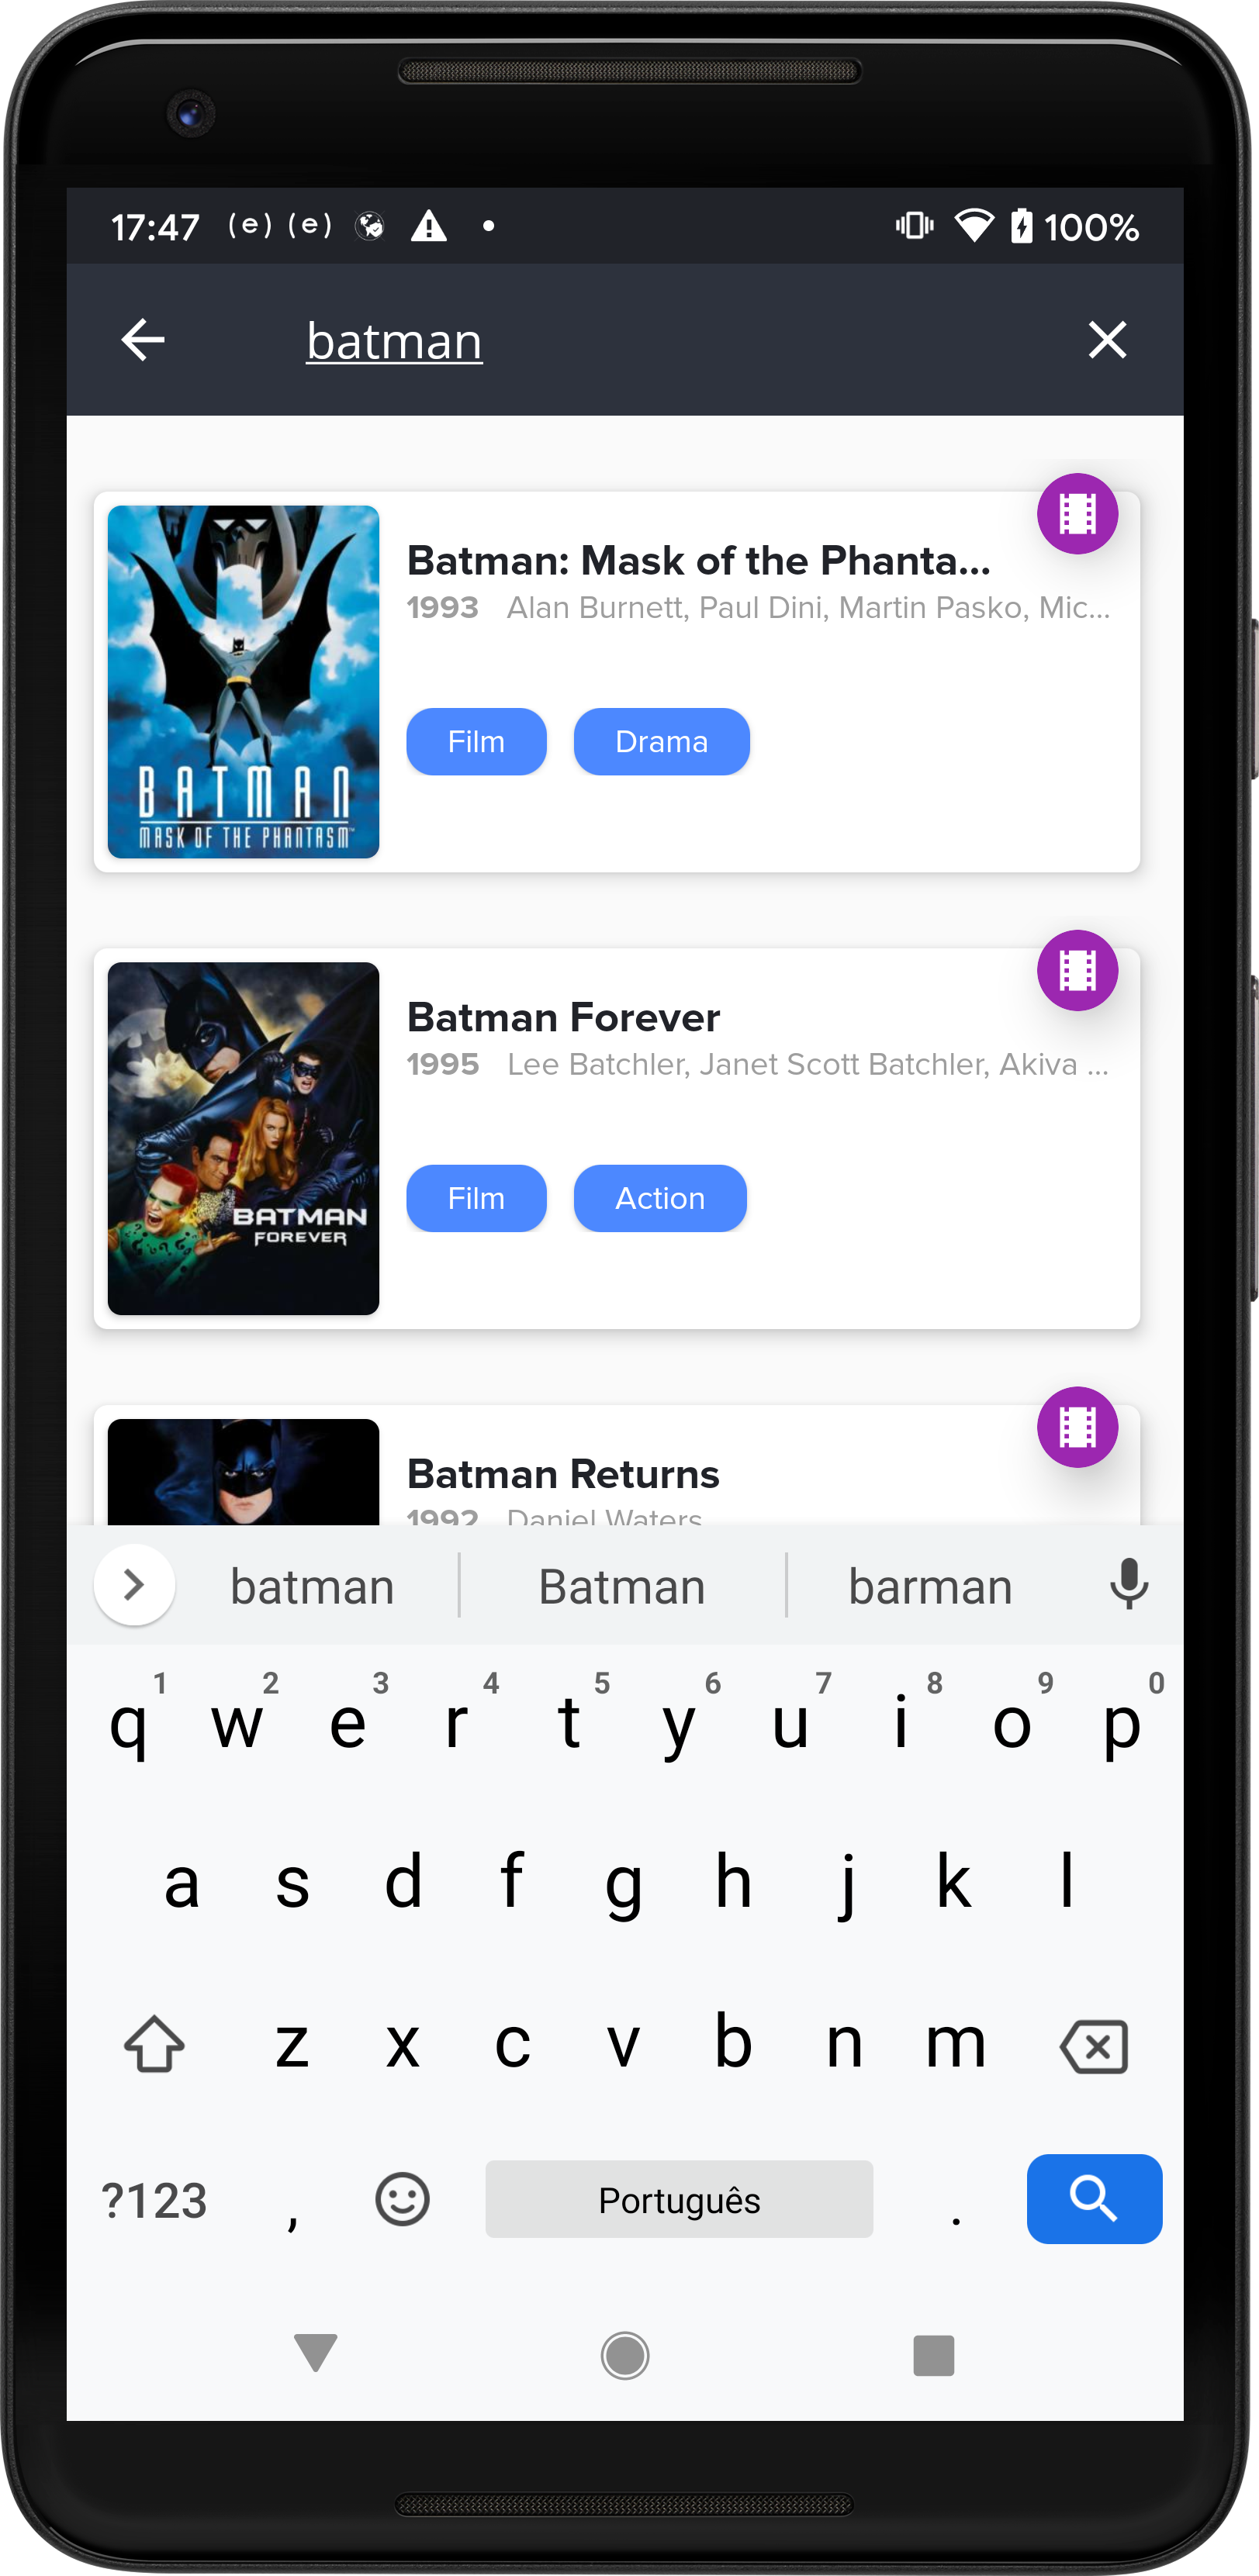 17:47 (e) (e) 100%
batman
Batman: Mask of the Phanta...
1993 Alan Burnett, Paul Dini, Martin Pasko, Mic...
Film Drama
BATMAN
MASK OF THE PHANTASM™
Batman Forever
1995 Lee Batchler, Janet Scott Batchler, Akiva ...
Film Action
BATMAN
FOREVER
Batman Returns
1992 Daniel Waters
batman Batman barman
1 2 3 4 5 6 7 8 9 0
q w e r t y u i o p
a s d f g h j k l
z x c v b n m
?123 , Português .